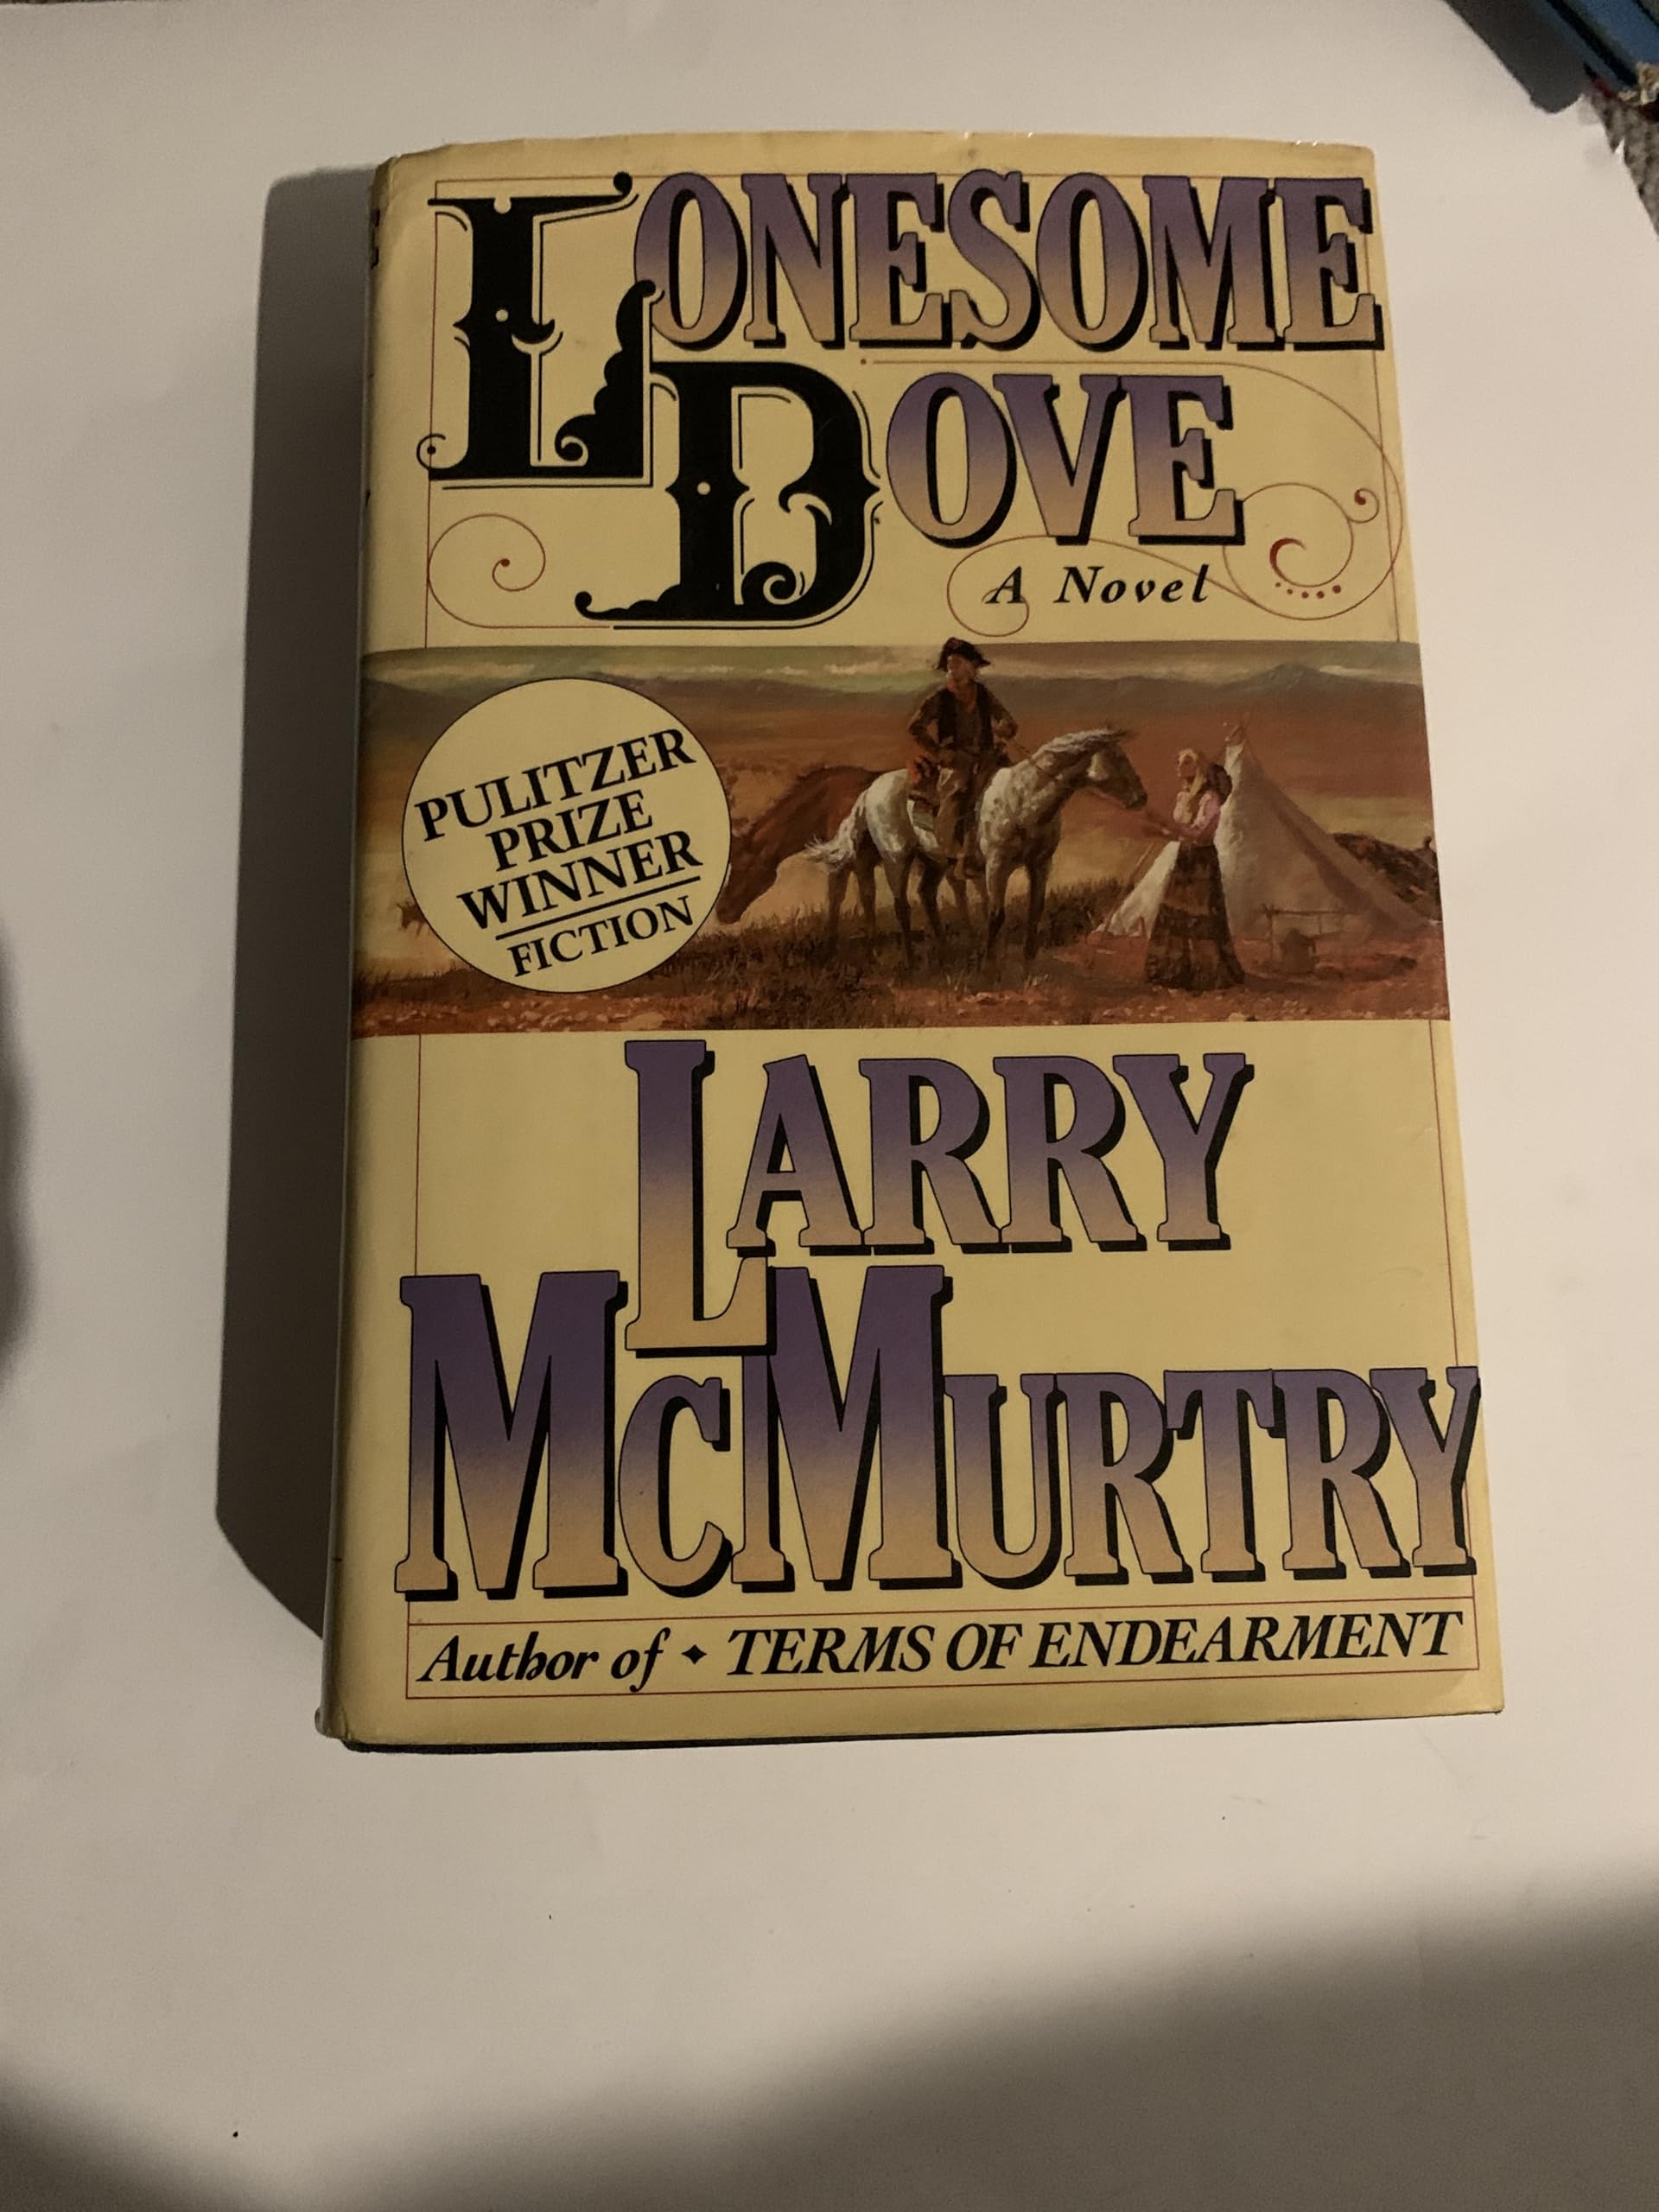 LONESOME
DOVE
A Novel
PULITZER
PRIZE
WINNER
FICTION
LARRY
MCMURTRY
Author of ✦ TERMS OF ENDEARMENT